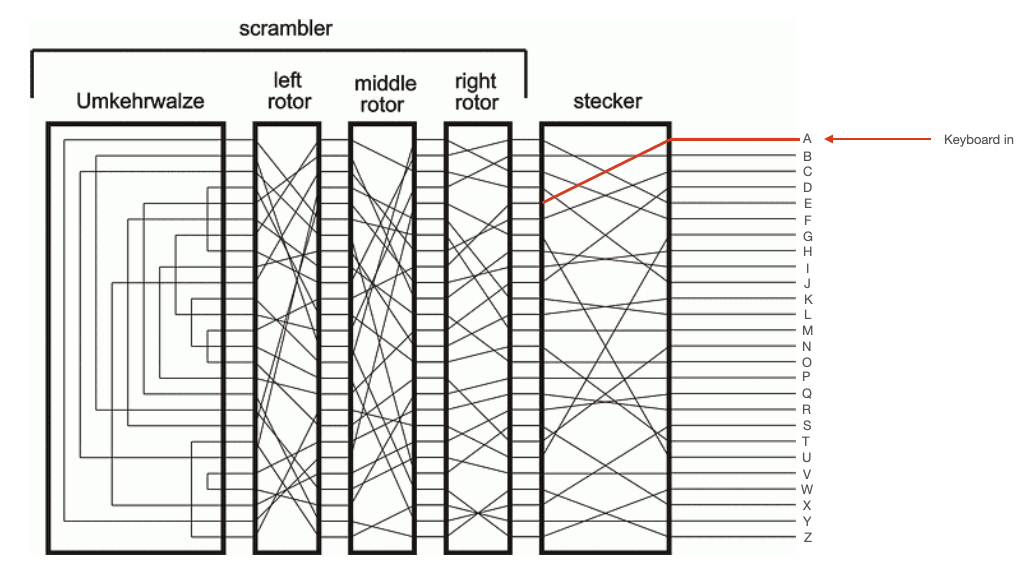 scrambler
Umkehrwalze
left
rotor
middle
rotor
right
rotor
stecker
A
Keyboard in
B
C
D
E
F
G
H
I
J
K
L
M
N
O
P
Q
R
S
T
U
V
W
X
Y
Z